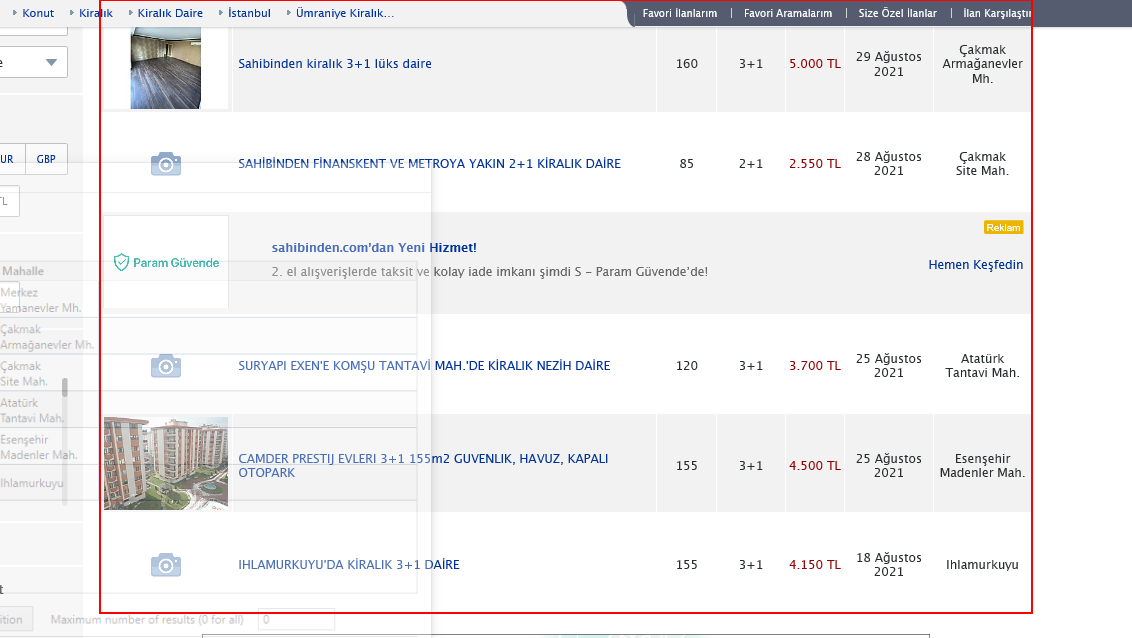 Konut Kiralık Kiralık Daire İstanbul Ümraniye Kiralık...
Favori İlanlarım | Favori Aramalarım | Size Özel İlanlar | İlan Karşılaştır
Sahibinden kiralık 3+1 lüks daire
160
3+1
5.000 TL
29 Ağustos
2021
Çakmak
Armağanevler
Mh.
UR
GBP
TL
SAHİBİNDEN FİNANSKENT VE METROYA YAKIN 2+1 KİRALIK DAİRE
85
2+1
2.550 TL
28 Ağustos
2021
Çakmak
Site Mah.
Param Güvende
sahibinden.com'dan Yeni Hizmet!
2. el alışverişlerde taksit ve kolay iade imkanı şimdi S - Param Güvende'de!
Reklam
Hemen Keşfedin
Mahalle
Merkez
Yamanevler Mh.
Çakmak
Armağanevler Mh.
Çakmak
Site Mah.
Atatürk
Tantavi Mah.
Esenşehir
Madenler Mah.
Ihlamurkuyu
SURYAPI EXEN'E KOMŞU TANTAVİ MAH.'DE KİRALIK NEZİH DAİRE
120
3+1
3.700 TL
25 Ağustos
2021
Atatürk
Tantavi Mah.
CAMDER PRESTIJ EVLERI 3+1 155m2 GUVENLIK, HAVUZ, KAPALI
OTOPARK
155
3+1
4.500 TL
25 Ağustos
2021
Esenşehir
Madenler Mah.
IHLAMURKUYU'DA KİRALIK 3+1 DAİRE
155
3+1
4.150 TL
18 Ağustos
2021
Ihlamurkuyu
ition
Maximum number of results (0 for all)
0